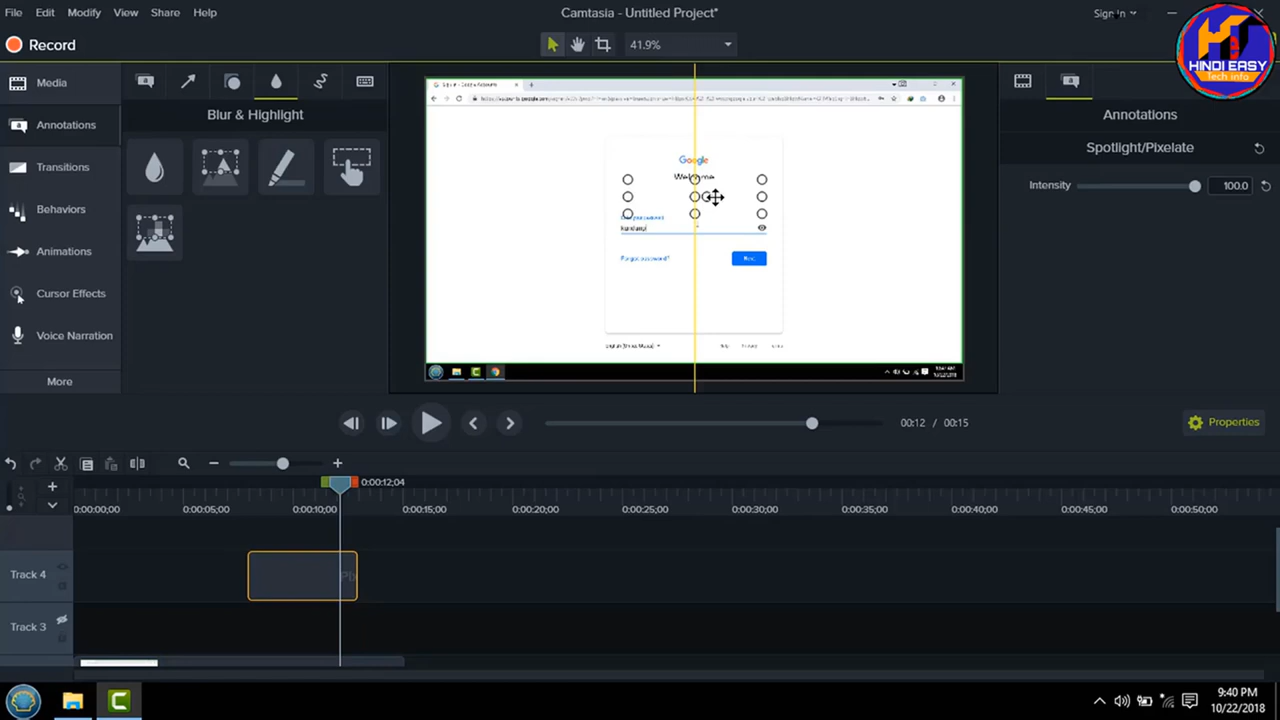 File Edit Modify View Share Help
Camtasia - Untitled Project*
Sign In
Record
41.9%
HINDI EASY
Tech info
Media
Transitions
Behaviors
Voice Narration
More
Blur & Highlight
Google
Forgot password?
English (United States)
Annotations
Spotlight/Pixelate
Intensity 100.0
00:12 / 00:15
Properties
0:00:12;04
0:00:00;00 0:00:05;00 0:00:10;00 0:00:15;00 0:00:20;00 0:00:25;00 0:00:30;00 0:00:35;00 0:00:40;00 0:00:45;00 0:00:50;00
Track 4
Track 3
9:40 PM
10/22/2018